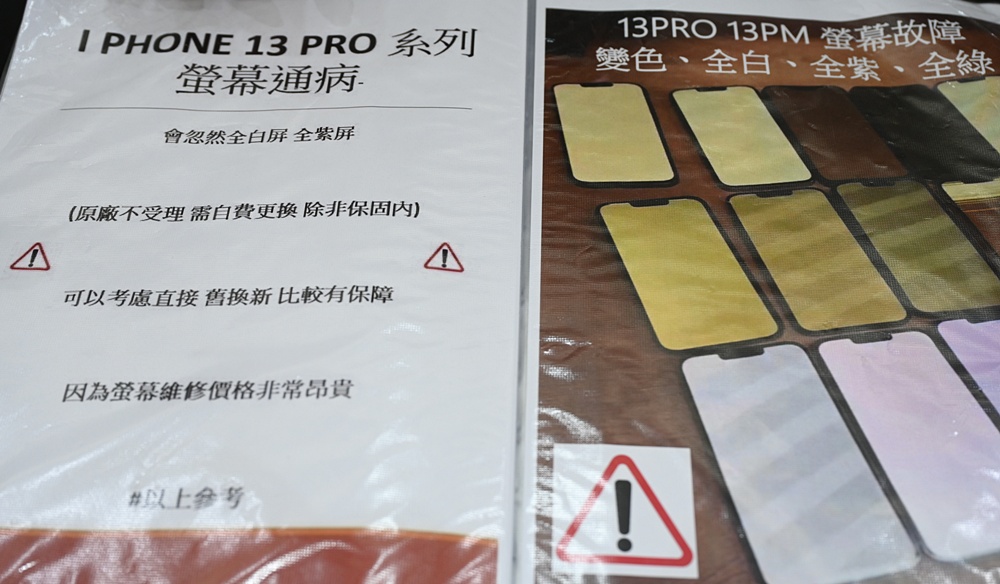 I PHONE 13 PRO 系列
螢幕通病
會忽然全白屏 全紫屏
(原廠不受理 需自費更換 除非保固內)
可以考慮直接 舊換新 比較有保障
因為螢幕維修價格非常昂貴
#以上參考
13PRO 13PM 螢幕故障
變色、全白、全紫、全綠